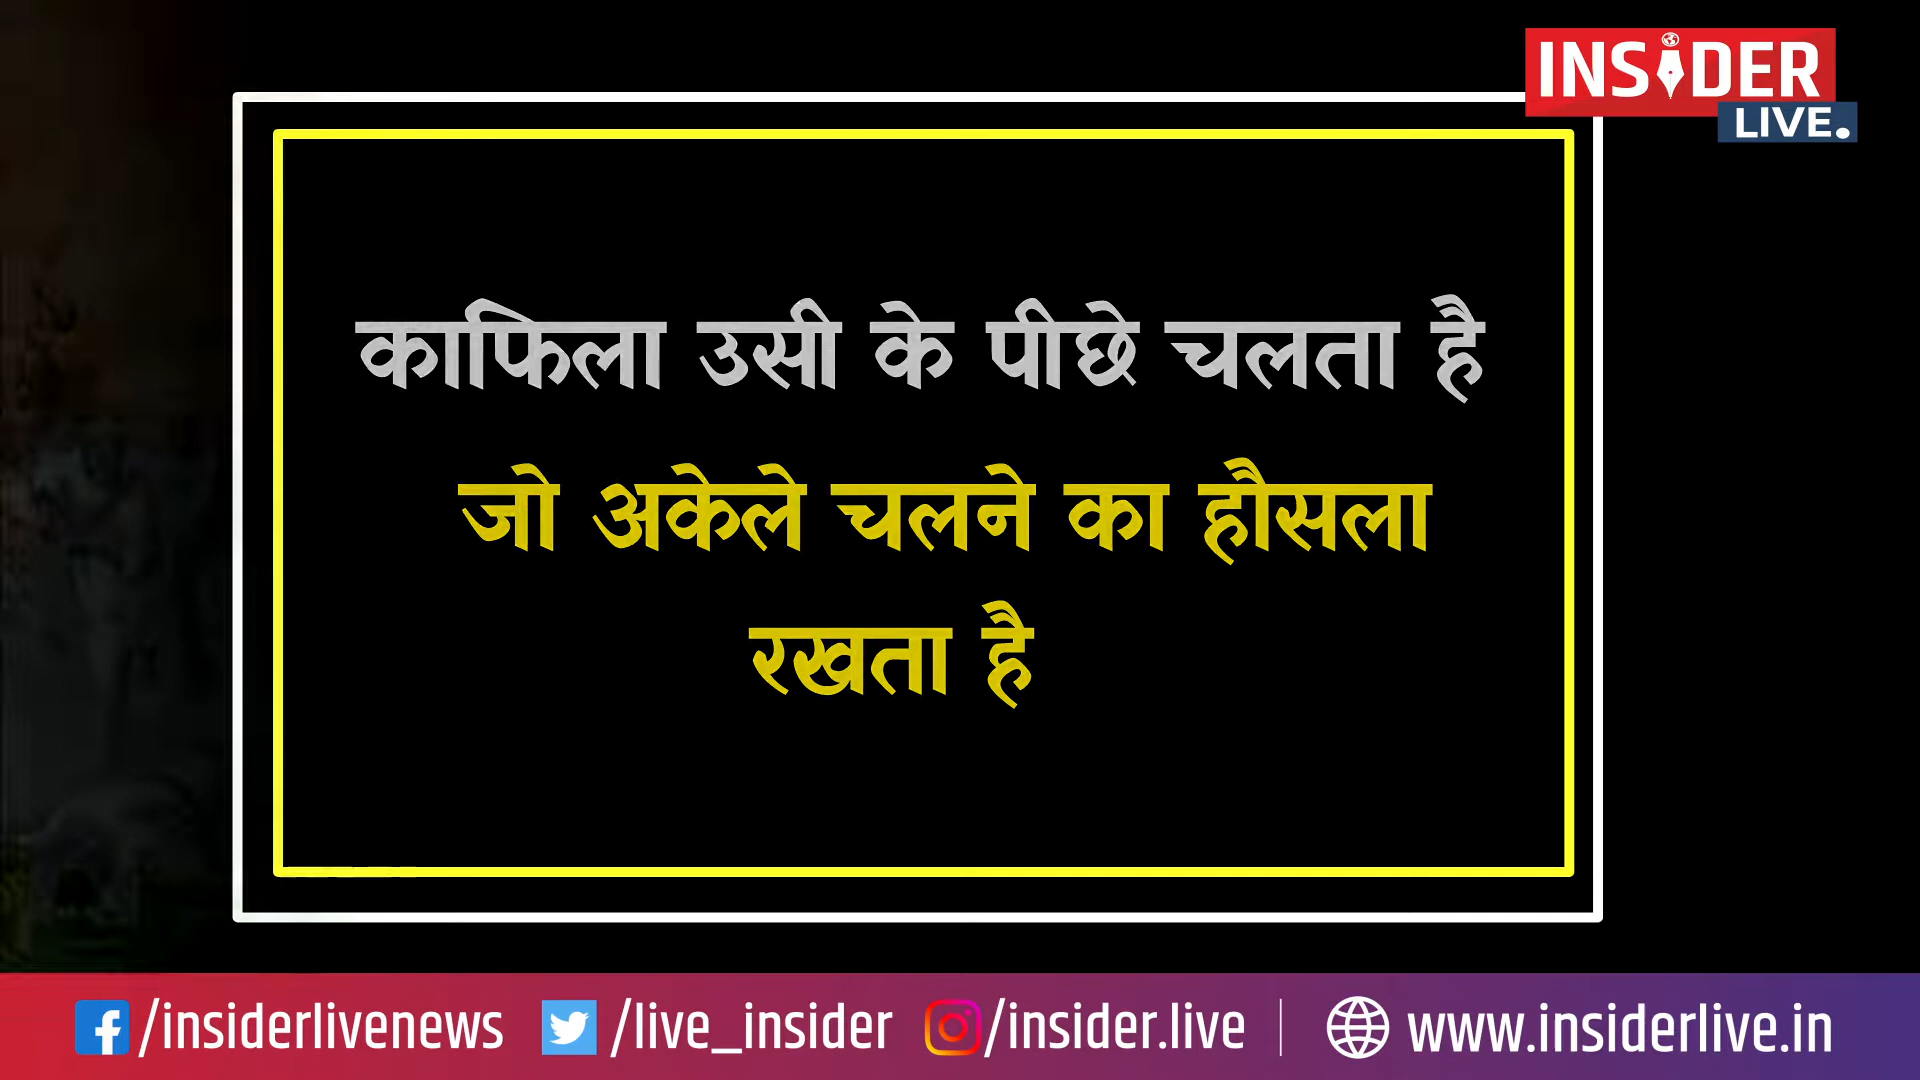 INSIDER
LIVE.
काफिला उसी के पीछे चलता है
जो अकेले चलने का हौसला
रखता है
/insiderlivenews /live_insider /insider.live www.insiderlive.in